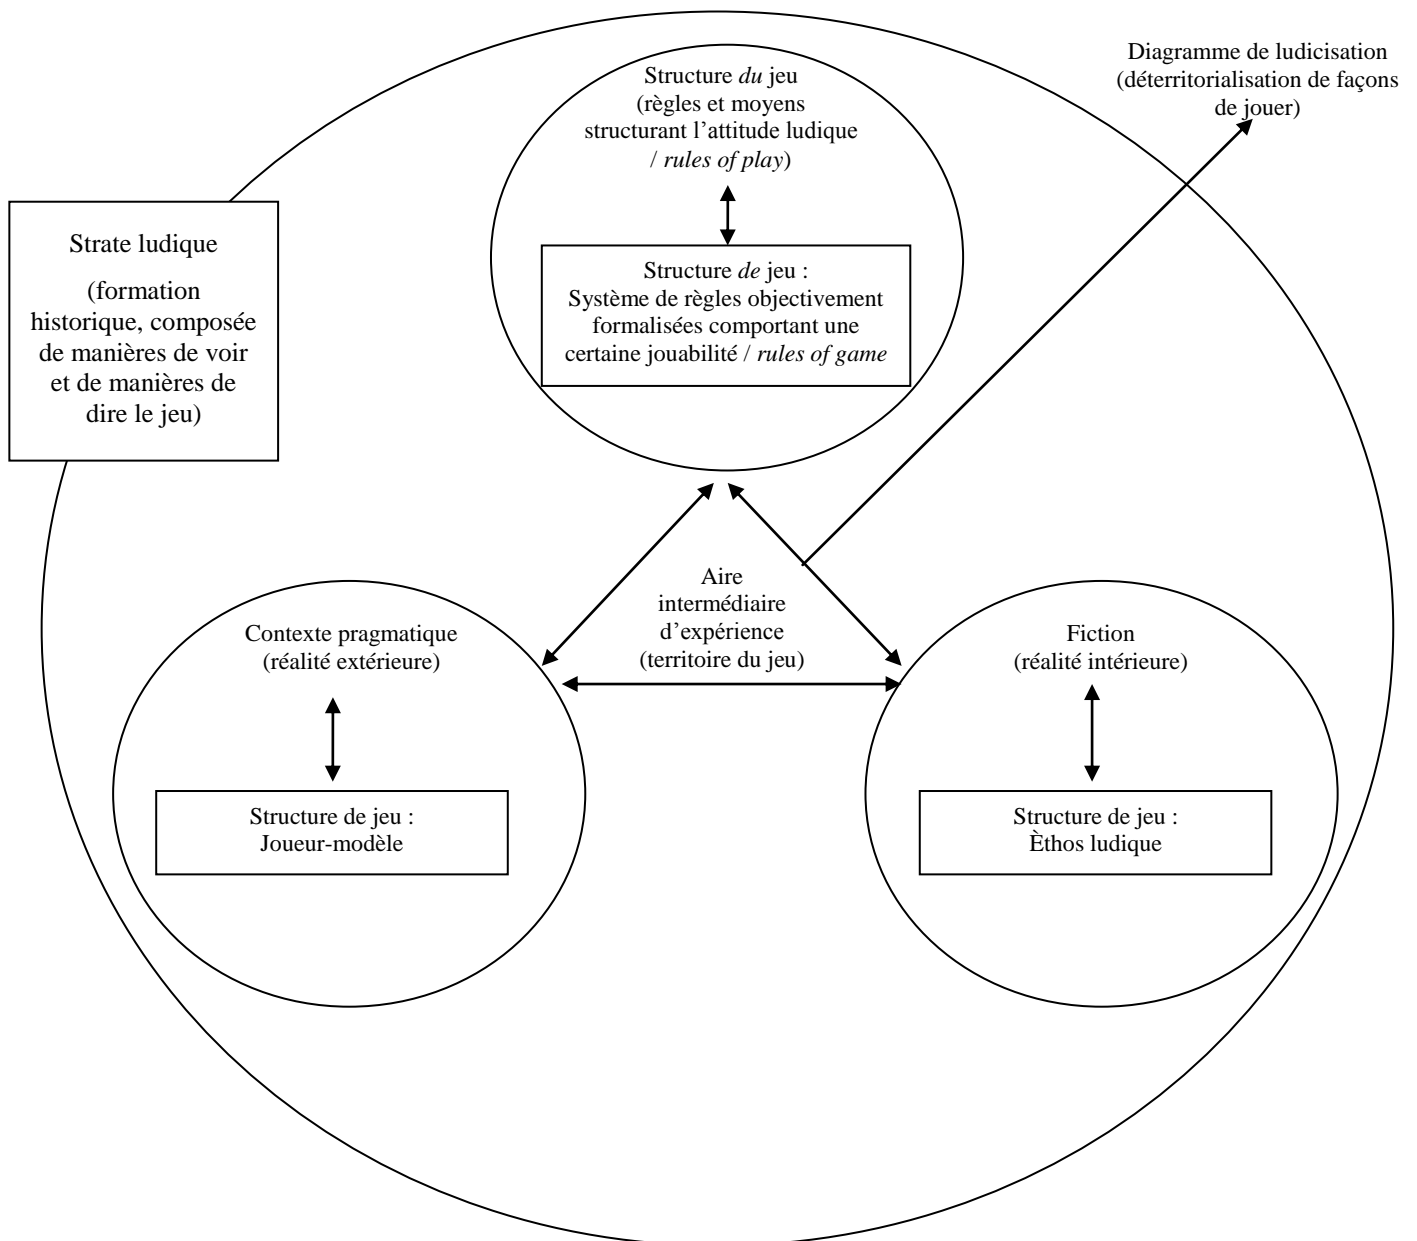 Diagramme de ludicisation
(déterritorialisation de façons
de jouer)
Structure du jeu
(règles et moyens
structurant l’attitude ludique
/ rules of play)
Structure de jeu :
Système de règles objectivement
formalisées comportant une
certaine jouabilité / rules of game
Strate ludique
(formation
historique, composée
de manières de voir
et de manières de
dire le jeu)
Aire
intermédiaire
d’expérience
(territoire du jeu)
Contexte pragmatique
(réalité extérieure)
Structure de jeu :
Joueur-modèle
Fiction
(réalité intérieure)
Structure de jeu :
Èthos ludique